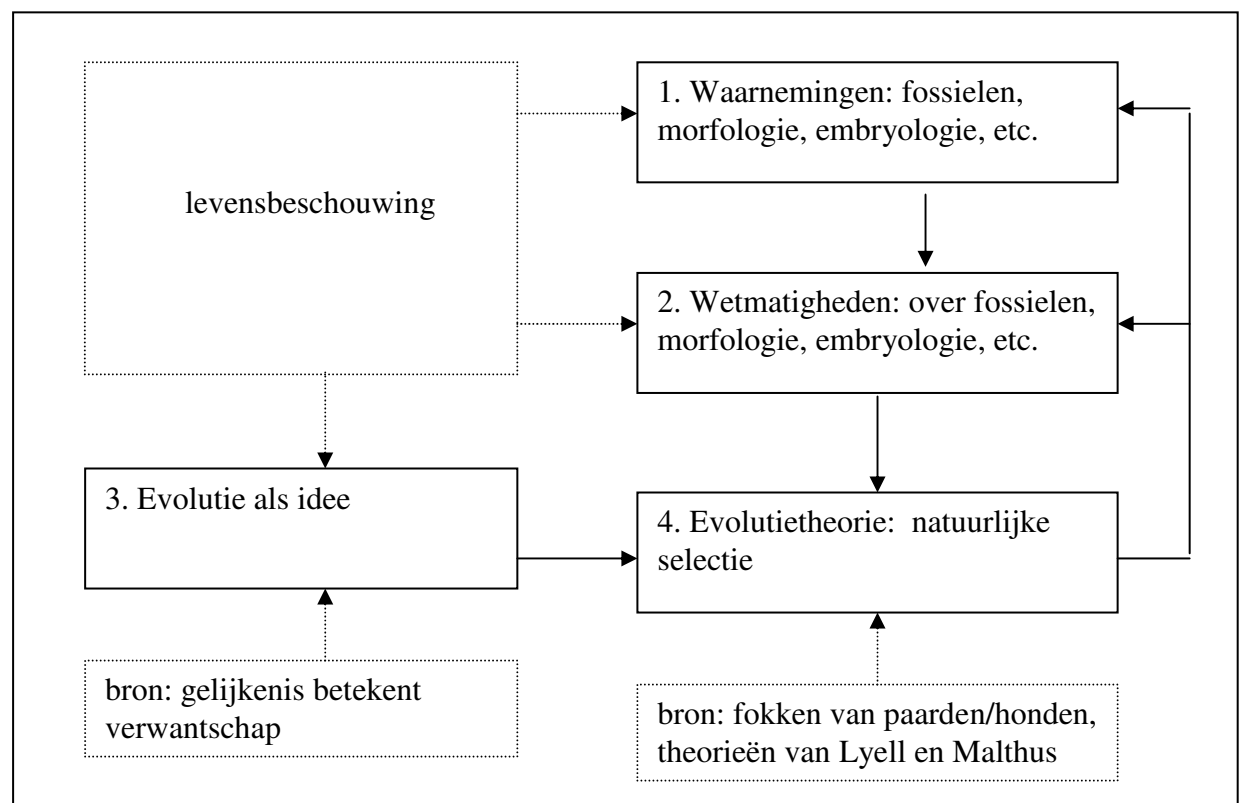 levensbeschouwing
1. Waarnemingen: fossielen,
morfologie, embryologie, etc.
2. Wetmatigheden: over fossielen,
morfologie, embryologie, etc.
3. Evolutie als idee
4. Evolutietheorie: natuurlijke
selectie
bron: gelijkenis betekent
verwantschap
bron: fokken van paarden/honden,
theorieën van Lyell en Malthus